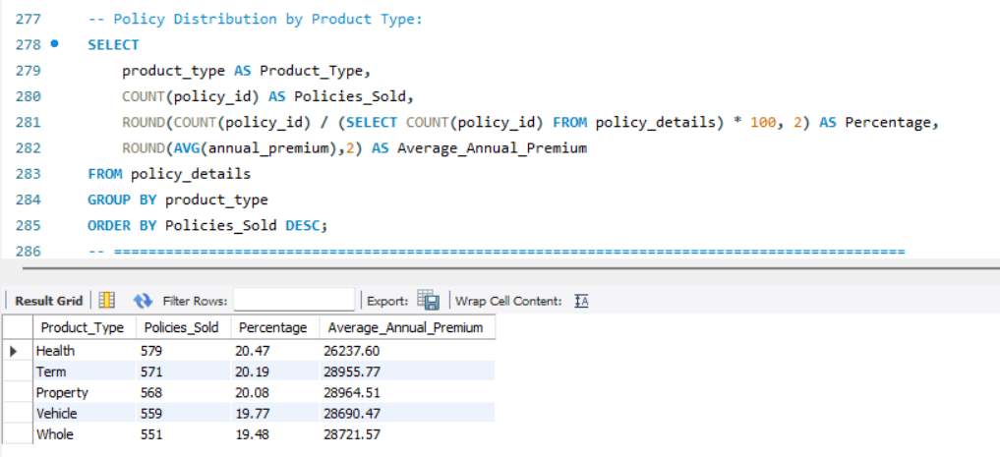 277 -- Policy Distribution by Product Type:
278 SELECT
279 product_type AS Product_Type,
280 COUNT(policy_id) AS Policies_Sold,
281 ROUND(COUNT(policy_id) / (SELECT COUNT(policy_id) FROM policy_details) * 100, 2) AS Percentage,
282 ROUND(AVG(annual_premium),2) AS Average_Annual_Premium
283 FROM policy_details
284 GROUP BY product_type
285 ORDER BY Policies_Sold DESC;
286 -- ============================================================================================
Result Grid Filter Rows: Export: Wrap Cell Content: IA
Product_Type Policies_Sold Percentage Average_Annual_Premium
Health 579 20.47 26237.60
Term 571 20.19 28955.77
Property 568 20.08 28964.51
Vehicle 559 19.77 28690.47
Whole 551 19.48 28721.57